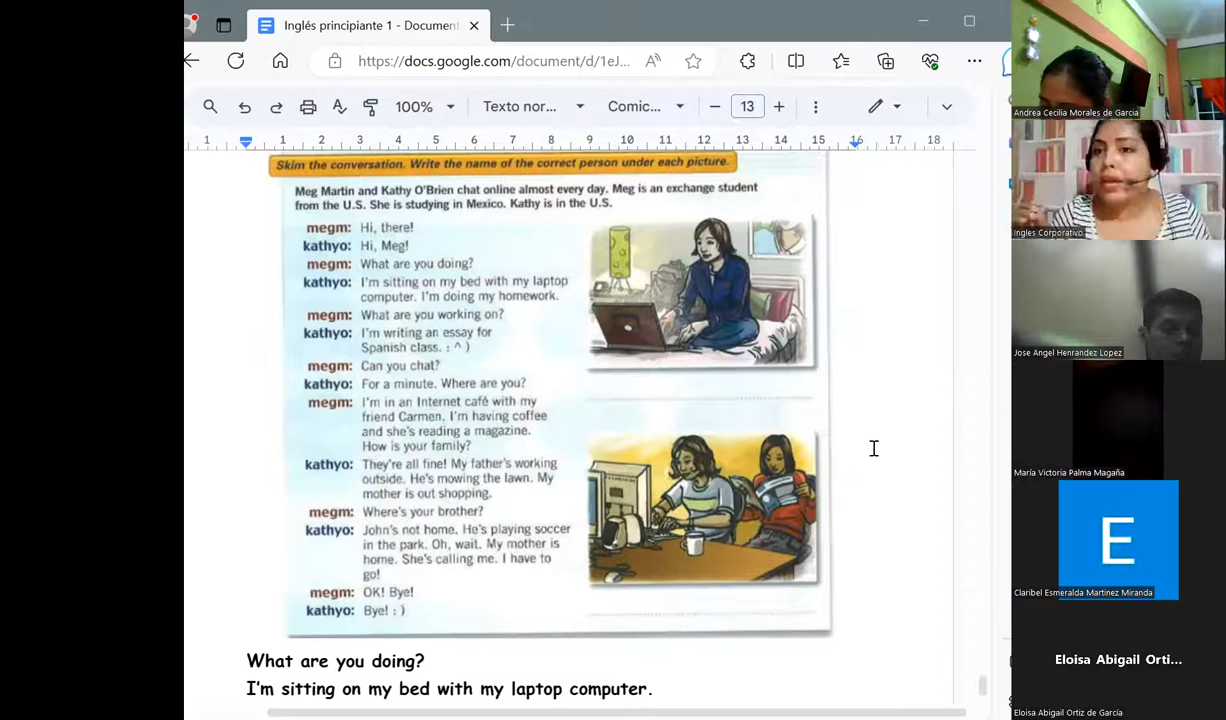 Inglés principiante 1 - Document
https://docs.google.com/document/d/1eJ...
100%
Texto nor...
Comic...
13
1 1 2 3 4 5 6 7 8 9 10 11 12 13 14 15 16 17 18
Skim the conversation. Write the name of the correct person under each picture.
Meg Martin and Kathy O'Brien chat online almost every day. Meg is an exchange student
from the U.S. She is studying in Mexico. Kathy is in the U.S.
megm: Hi, there!
kathyo: Hi, Meg!
megm: What are you doing?
kathyo: I'm sitting on my bed with my laptop
computer. I'm doing my homework.
megm: What are you working on?
kathyo: I'm writing an essay for
Spanish class. : ^ )
megm: Can you chat?
kathyo: For a minute. Where are you?
megm: I'm in an Internet café with my
friend Carmen. I'm having coffee
and she's reading a magazine.
How is your family?
kathyo: They're all fine! My father's working
outside. He's mowing the lawn. My
mother is out shopping.
megm: Where's your brother?
kathyo: John's not home. He's playing soccer
in the park. Oh, wait. My mother is
home. She's calling me. I have to
go!
megm: OK! Bye!
kathyo: Bye! : )
What are you doing?
I'm sitting on my bed with my laptop computer.
Andrea Cecilia Morales de Garcia
Ingles Corporativo
Jose Angel Henrandez Lopez
María Victoria Palma Magaña
E
Claribel Esmeralda Martinez Miranda
Eloisa Abigail Orti...
Eloisa Abigail Ortiz de García